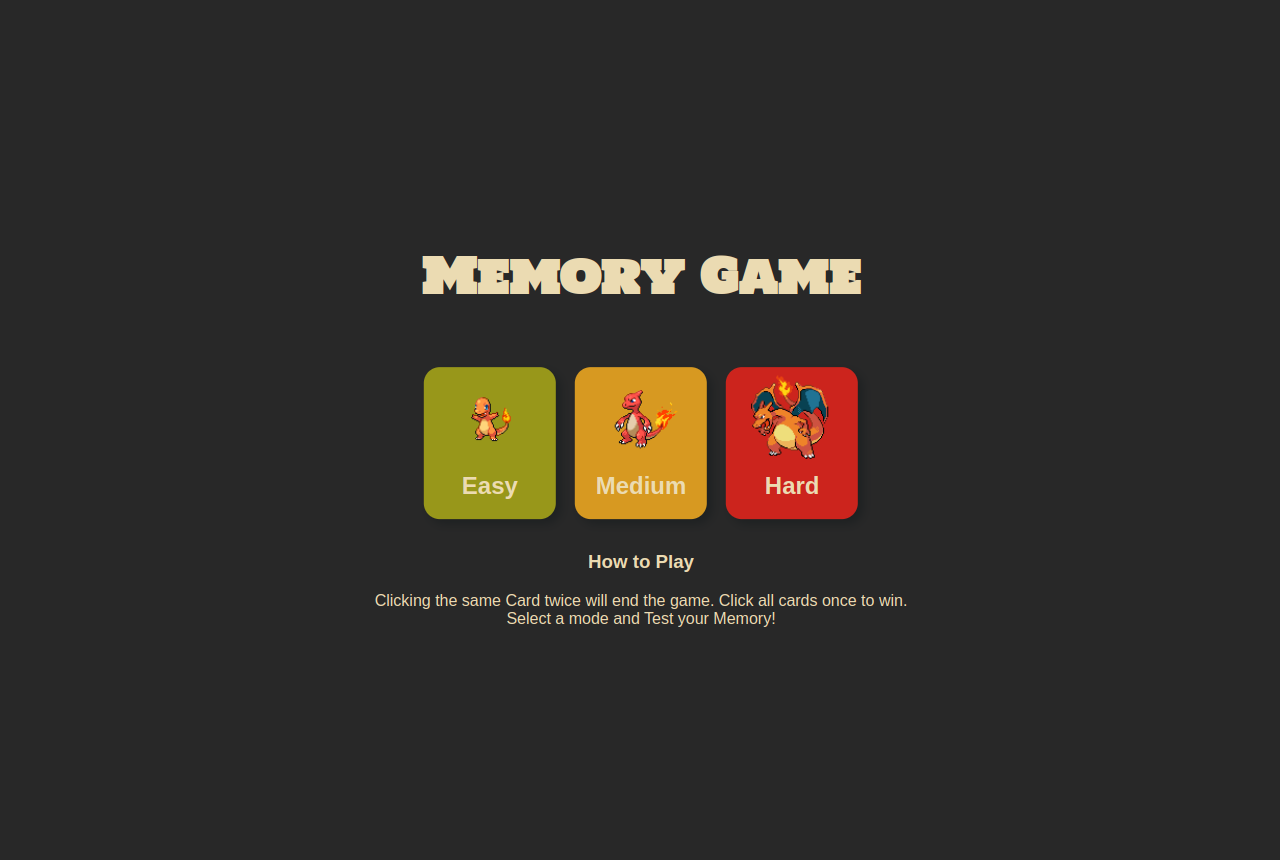 Memory Game
Easy
Medium
Hard
How to Play
Clicking the same Card twice will end the game. Click all cards once to win.
Select a mode and Test your Memory!